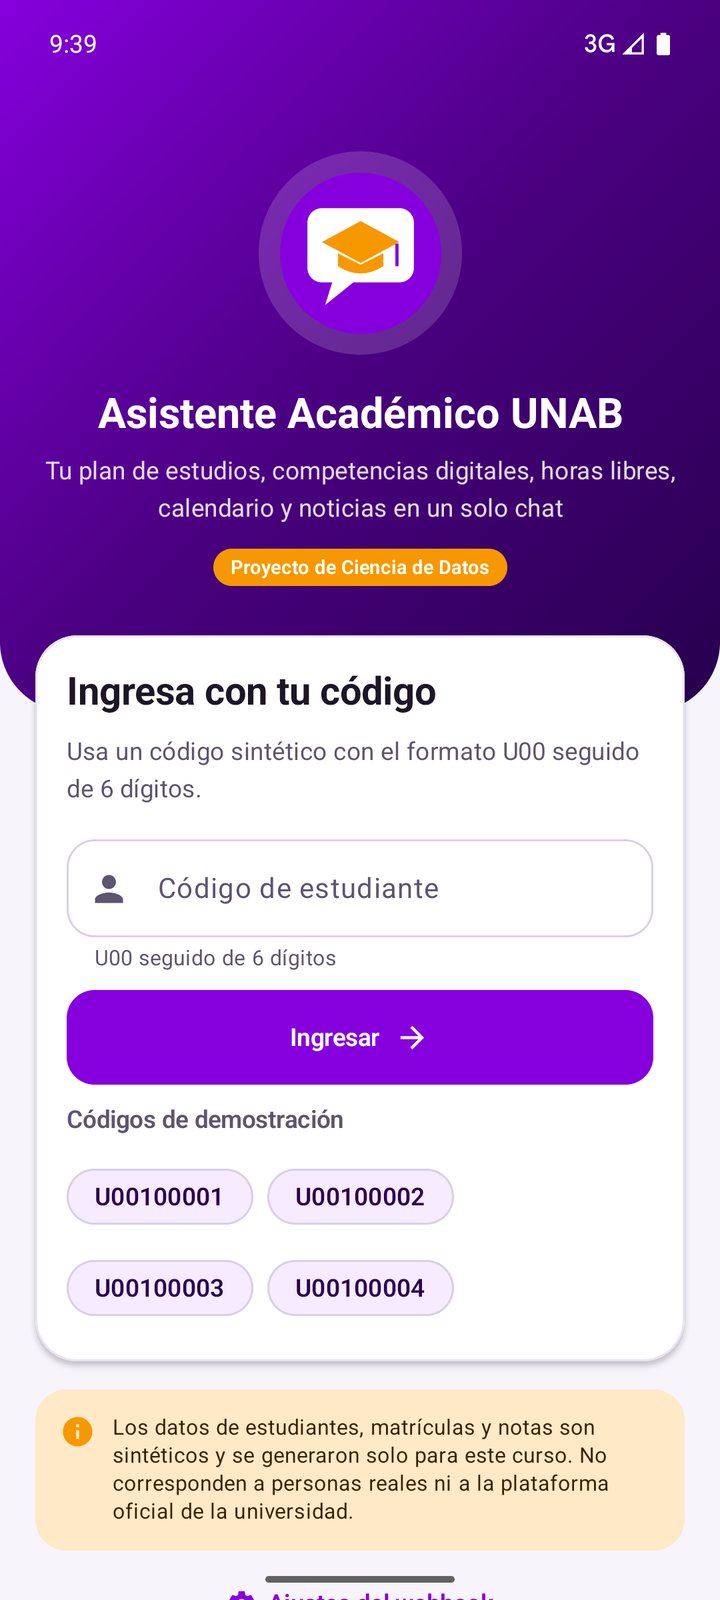 9:39
3G
Asistente Académico UNAB
Tu plan de estudios, competencias digitales, horas libres,
calendario y noticias en un solo chat
Proyecto de Ciencia de Datos
Ingresa con tu código
Usa un código sintético con el formato U00 seguido
de 6 dígitos.
Código de estudiante
U00 seguido de 6 dígitos
Ingresar
Códigos de demostración
U00100001
U00100002
U00100003
U00100004
Los datos de estudiantes, matrículas y notas son
sintéticos y se generaron solo para este curso. No
corresponden a personas reales ni a la plataforma
oficial de la universidad.
Ajustes del webhook